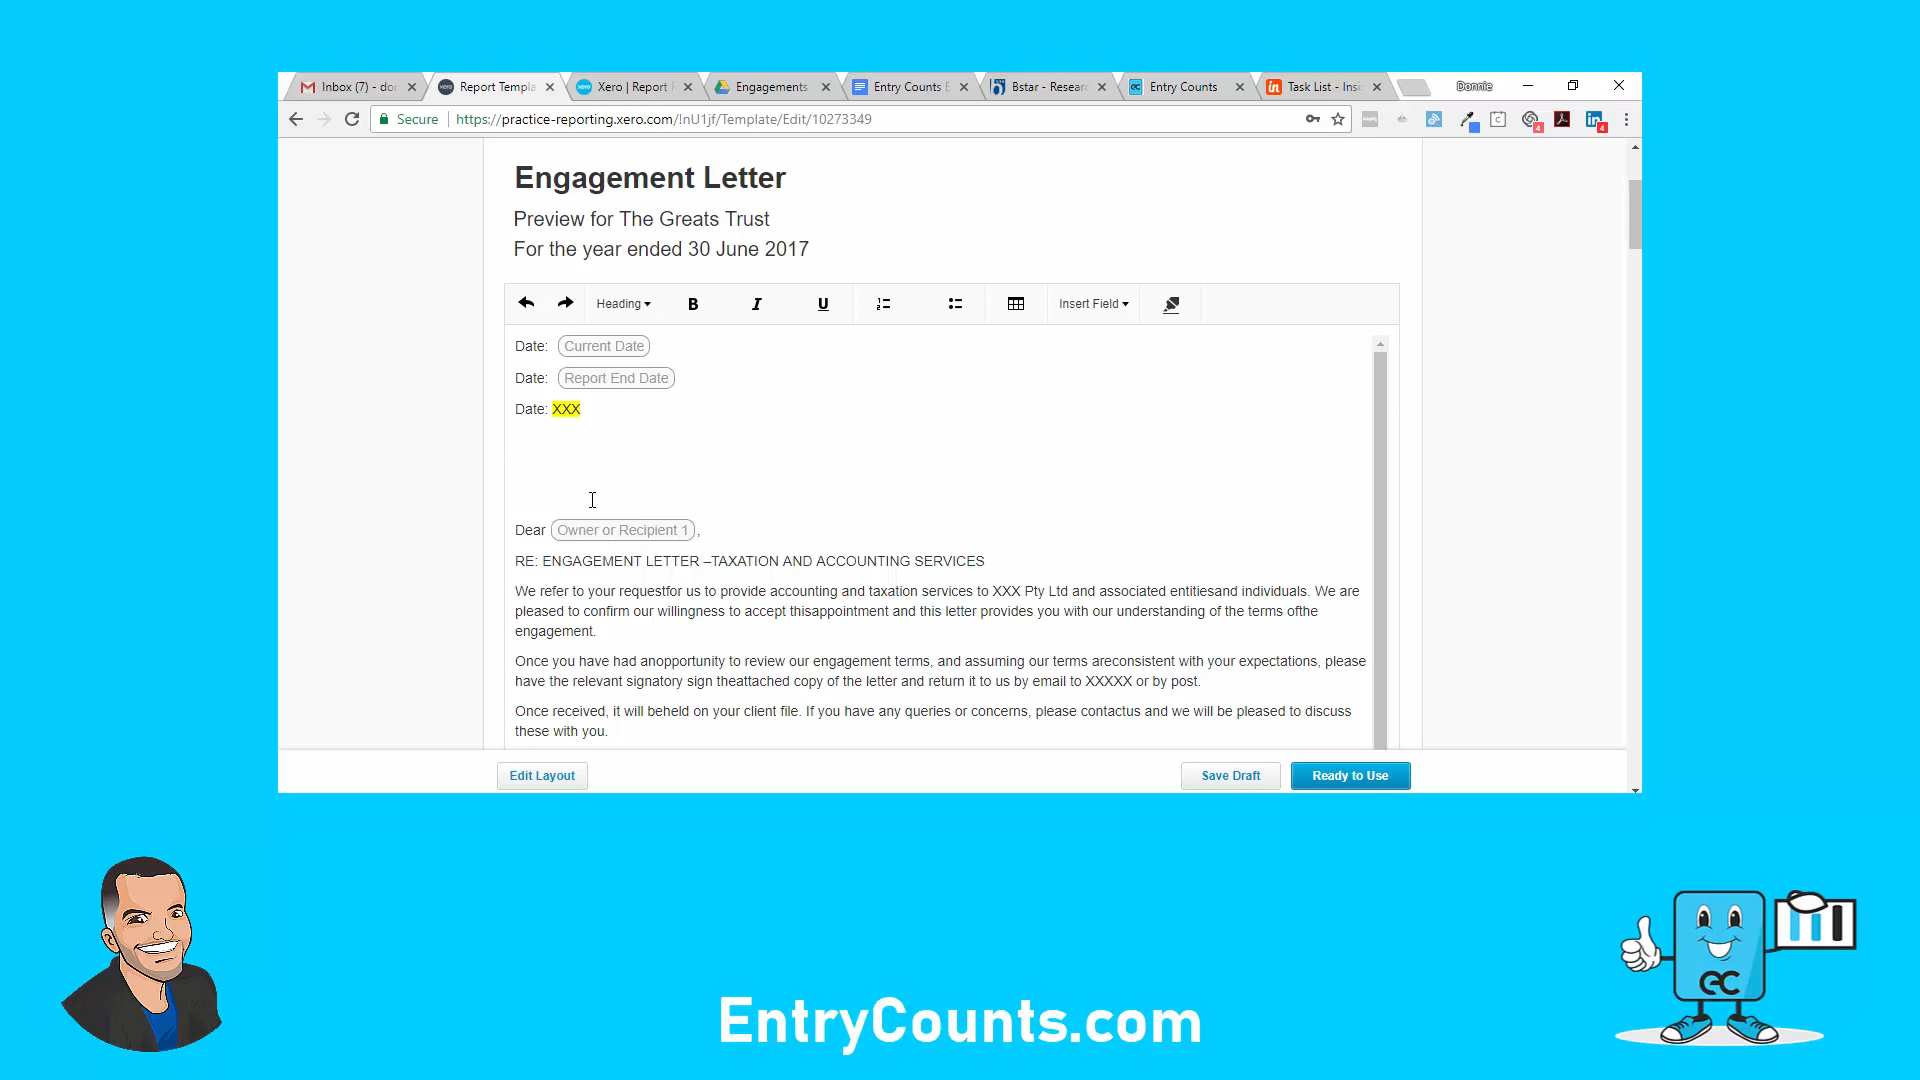 Inbox (7) - do
Report Templa
Xero | Report
Engagements
Entry Counts
Bstar - Resear
Entry Counts
Task List - Ins
Donnie
Secure
https://practice-reporting.xero.com/!nU1jf/Template/Edit/10273349
4
4
Engagement Letter
Preview for The Greats Trust
For the year ended 30 June 2017
Heading
B
I
U
Insert Field
Date: Current Date
Date: Report End Date
Date: XXX
Dear Owner or Recipient 1,
RE: ENGAGEMENT LETTER –TAXATION AND ACCOUNTING SERVICES
We refer to your requestfor us to provide accounting and taxation services to XXX Pty Ltd and associated entitiesand individuals. We are
pleased to confirm our willingness to accept thisappointment and this letter provides you with our understanding of the terms ofthe
engagement.
Once you have had anopportunity to review our engagement terms, and assuming our terms areconsistent with your expectations, please
have the relevant signatory sign theattached copy of the letter and return it to us by email to XXXXX or by post.
Once received, it will beheld on your client file. If you have any queries or concerns, please contactus and we will be pleased to discuss
these with you.
Edit Layout
Save Draft
Ready to Use
ec
EntryCounts.com